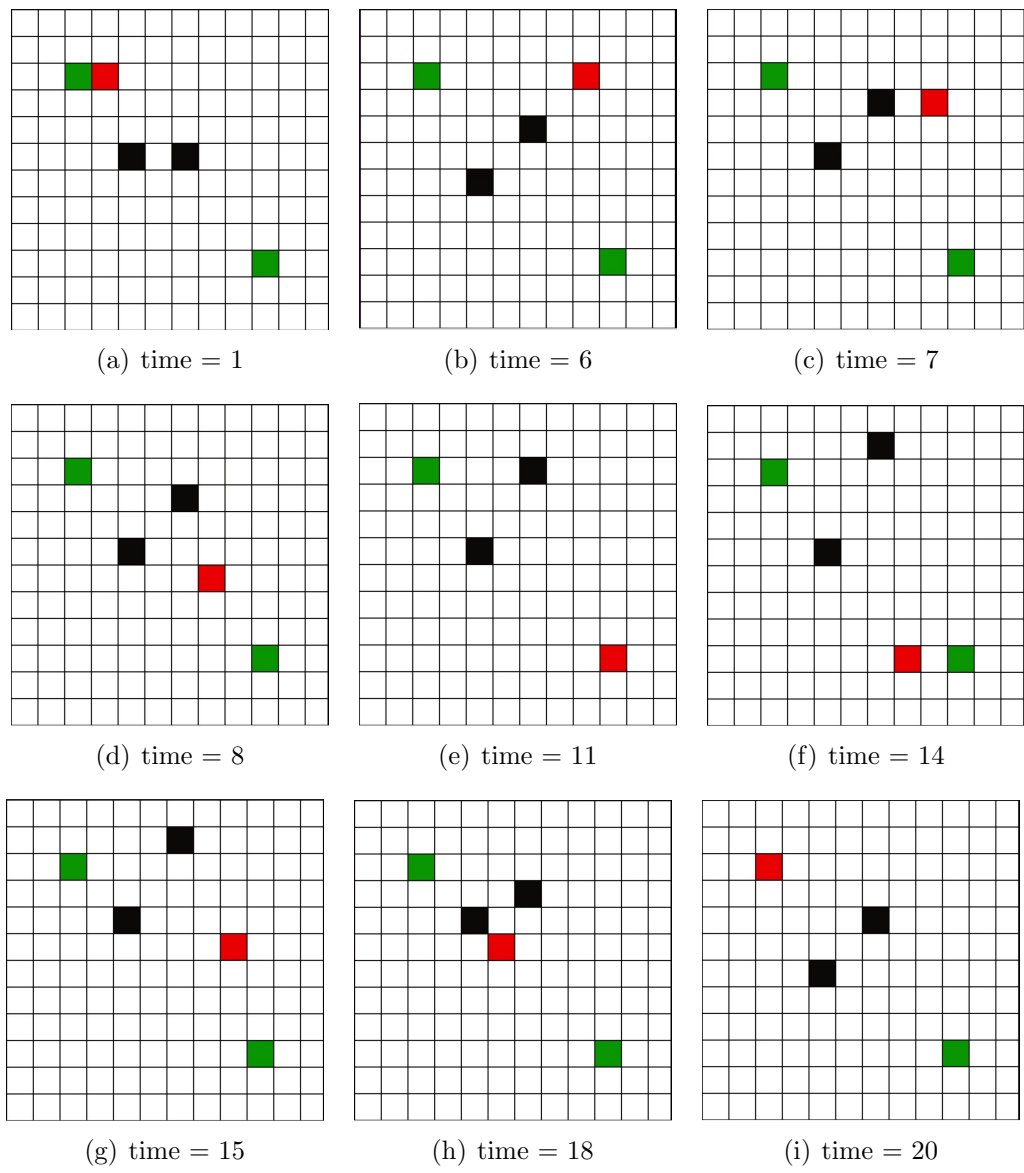 (a) time = 1
(b) time = 6
(c) time = 7
(d) time = 8
(e) time = 11
(f) time = 14
(g) time = 15
(h) time = 18
(i) time = 20